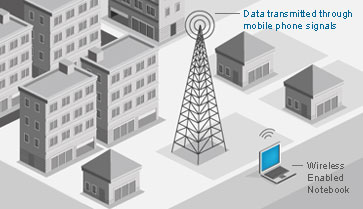 Data transmitted through
mobile phone signals
Wireless
Enabled
Notebook